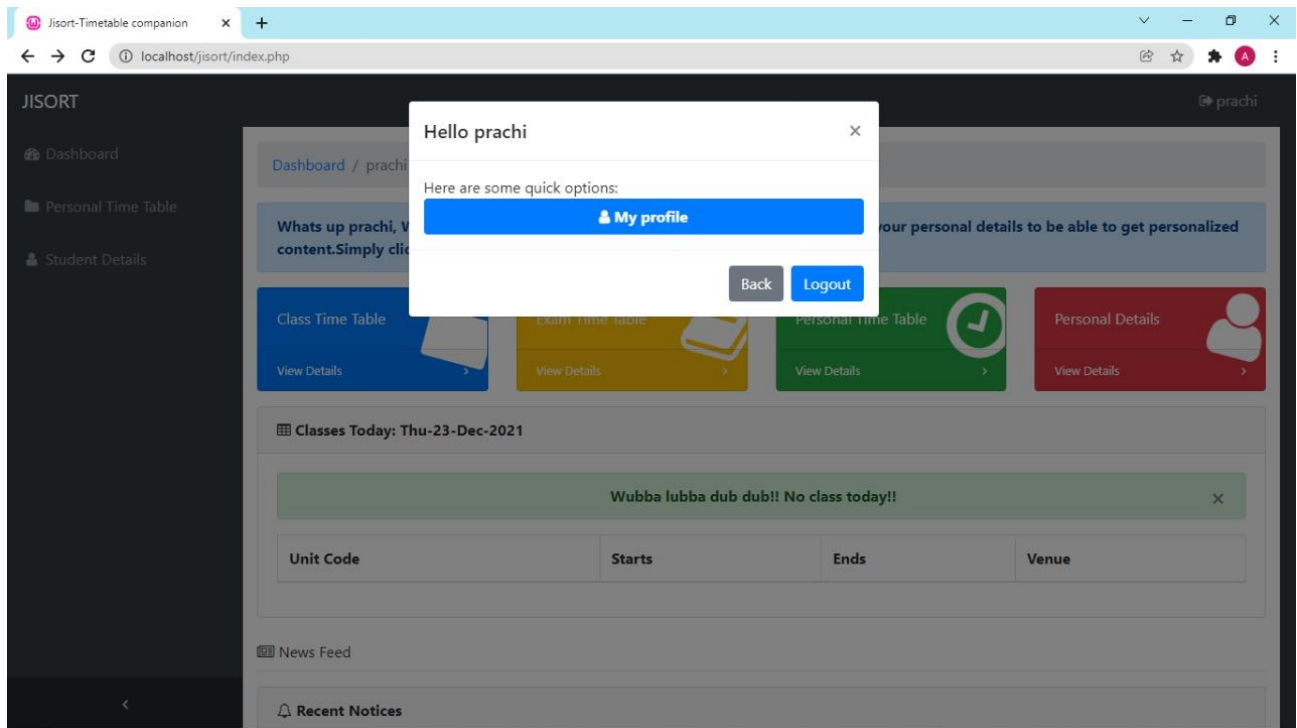 Jisort-Timetable companion
localhost/jisort/index.php
A
JISORT
prachi
Dashboard
Personal Time Table
Student Details
Hello prachi
Here are some quick options:
My profile
Back Logout
Dashboard / prachi
Whats up prachi, your personal details to be able to get personalized
content.Simply
Class Time Table
View Details
Exam Time Table
View Details
Personal Time Table
View Details
Personal Details
View Details
Classes Today: Thu-23-Dec-2021
Wubba lubba dub dub!! No class today!!
Unit Code Starts Ends Venue
News Feed
Recent Notices